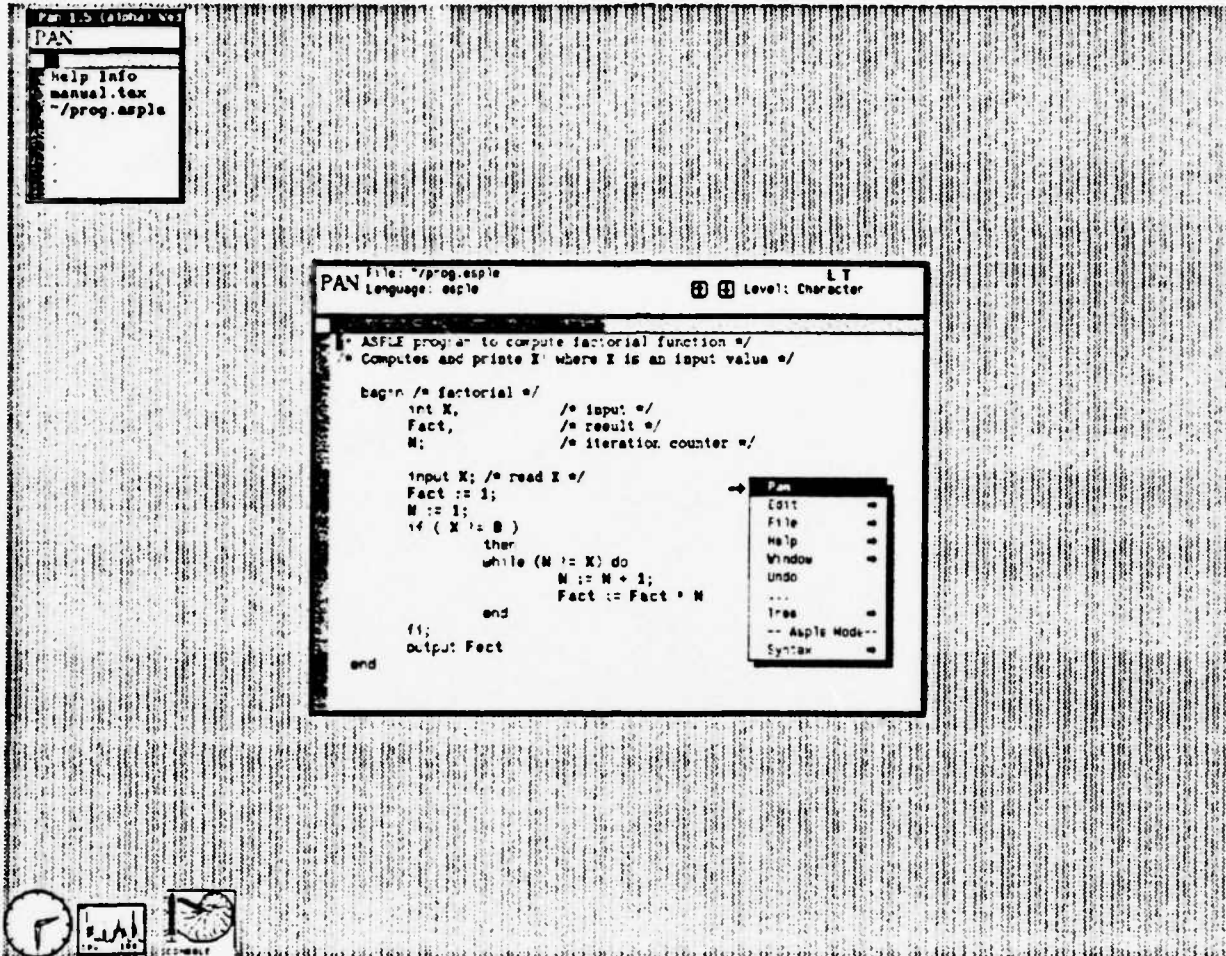 Pan 1.5 (alpha) Ves
PAN
Help Info
manual.tex
~/prog.asple
PAN
File: ~/prog.asple
Language: asple
L T
Level: Character
* ASPLE program to compute factorial function */
/* Computes and prints X! where X is an input value */
begin /* factorial */
int X, /* input */
Fact, /* result */
N; /* iteration counter */
input X; /* read X */
Fact := 1;
N := 1;
if ( X != 0 )
then
while (N != X) do
N := N + 1;
Fact := Fact * N
end
fi;
output Fact
end
Pan
Edit
File
Help
Window
Undo
...
Tree
-- Asple Mode--
Syntax